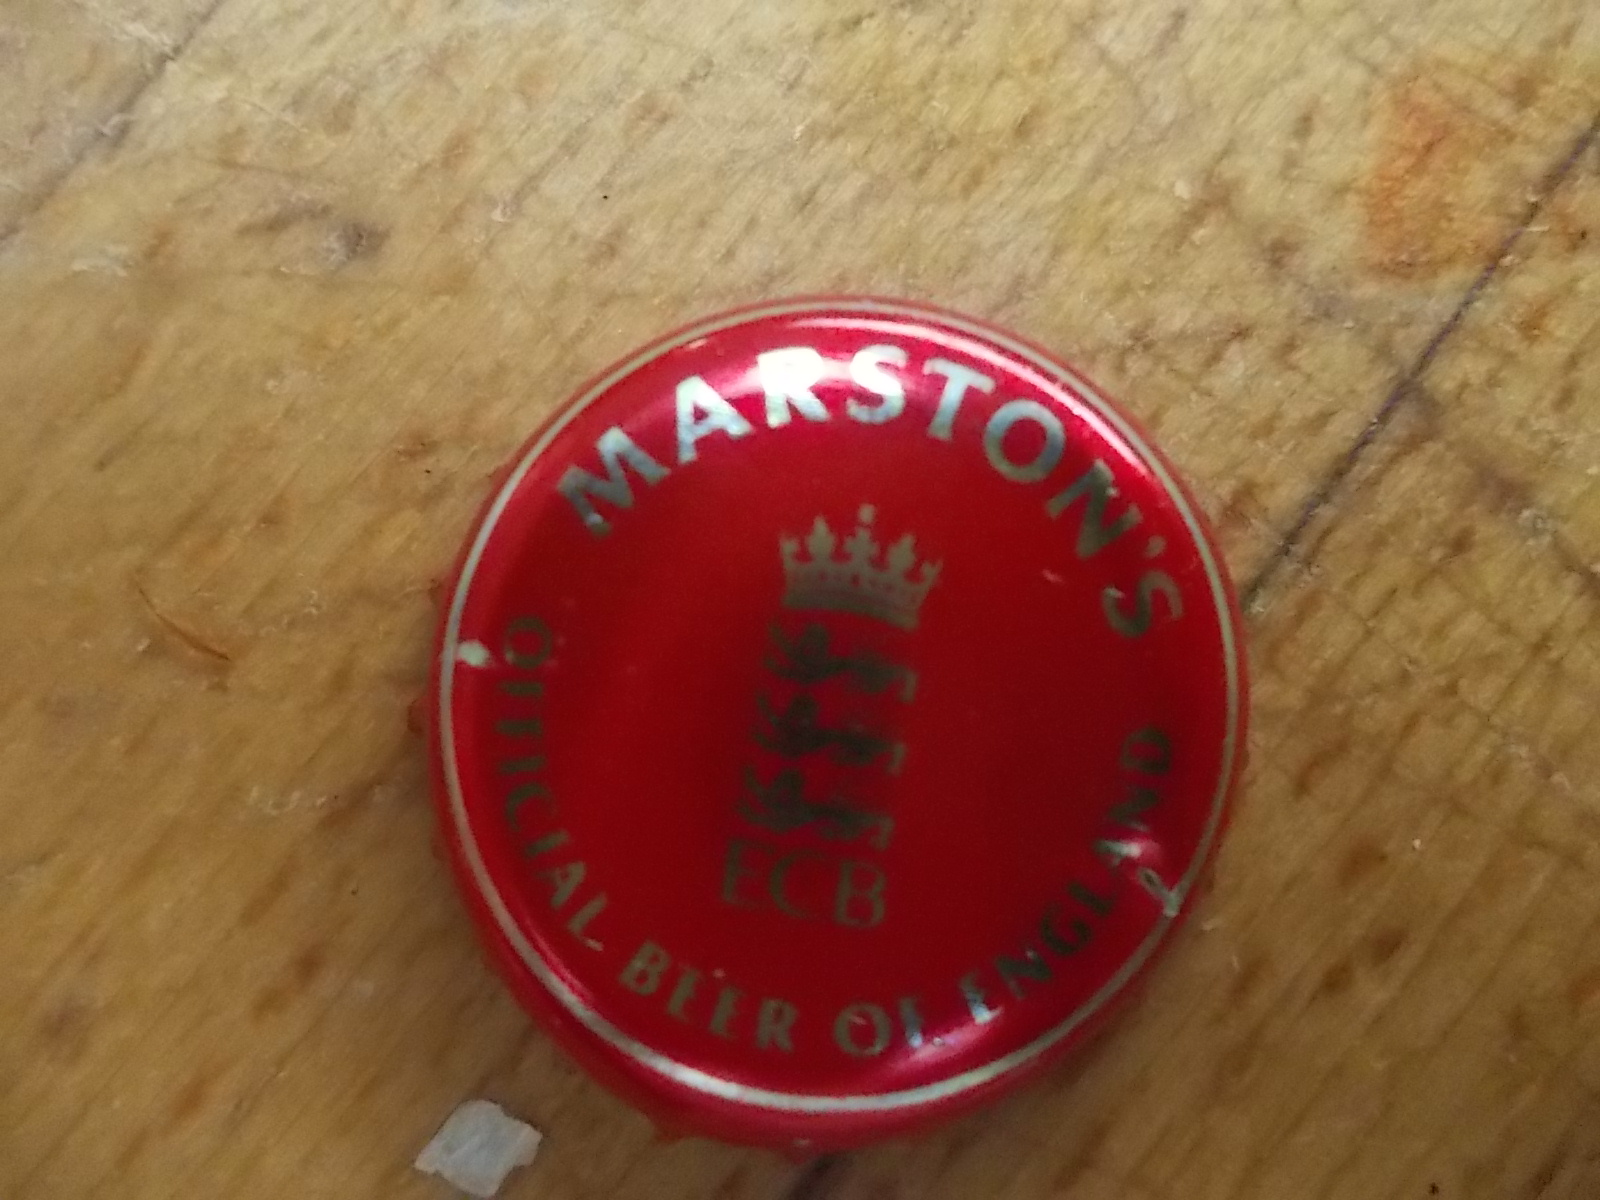 MARSTON'S
ECB
OFFICIAL BEER OF ENGLAND